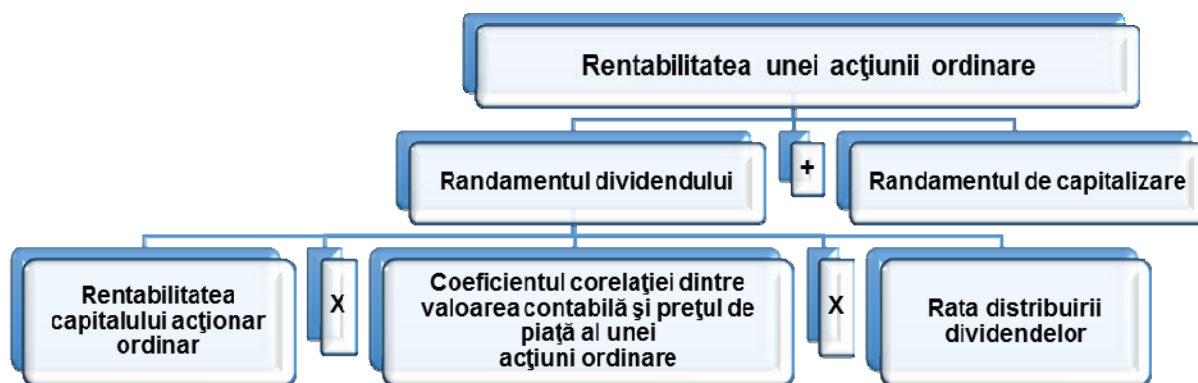 Rentabilitatea unei acţiunii ordinare
Randamentul dividendului
+
Randamentul de capitalizare
Rentabilitatea
capitalului acţionar
ordinar
X
Coeficientul corelaţiei dintre
valoarea contabilă şi preţul de
piaţă al unei
acţiuni ordinare
X
Rata distribuirii
dividendelor